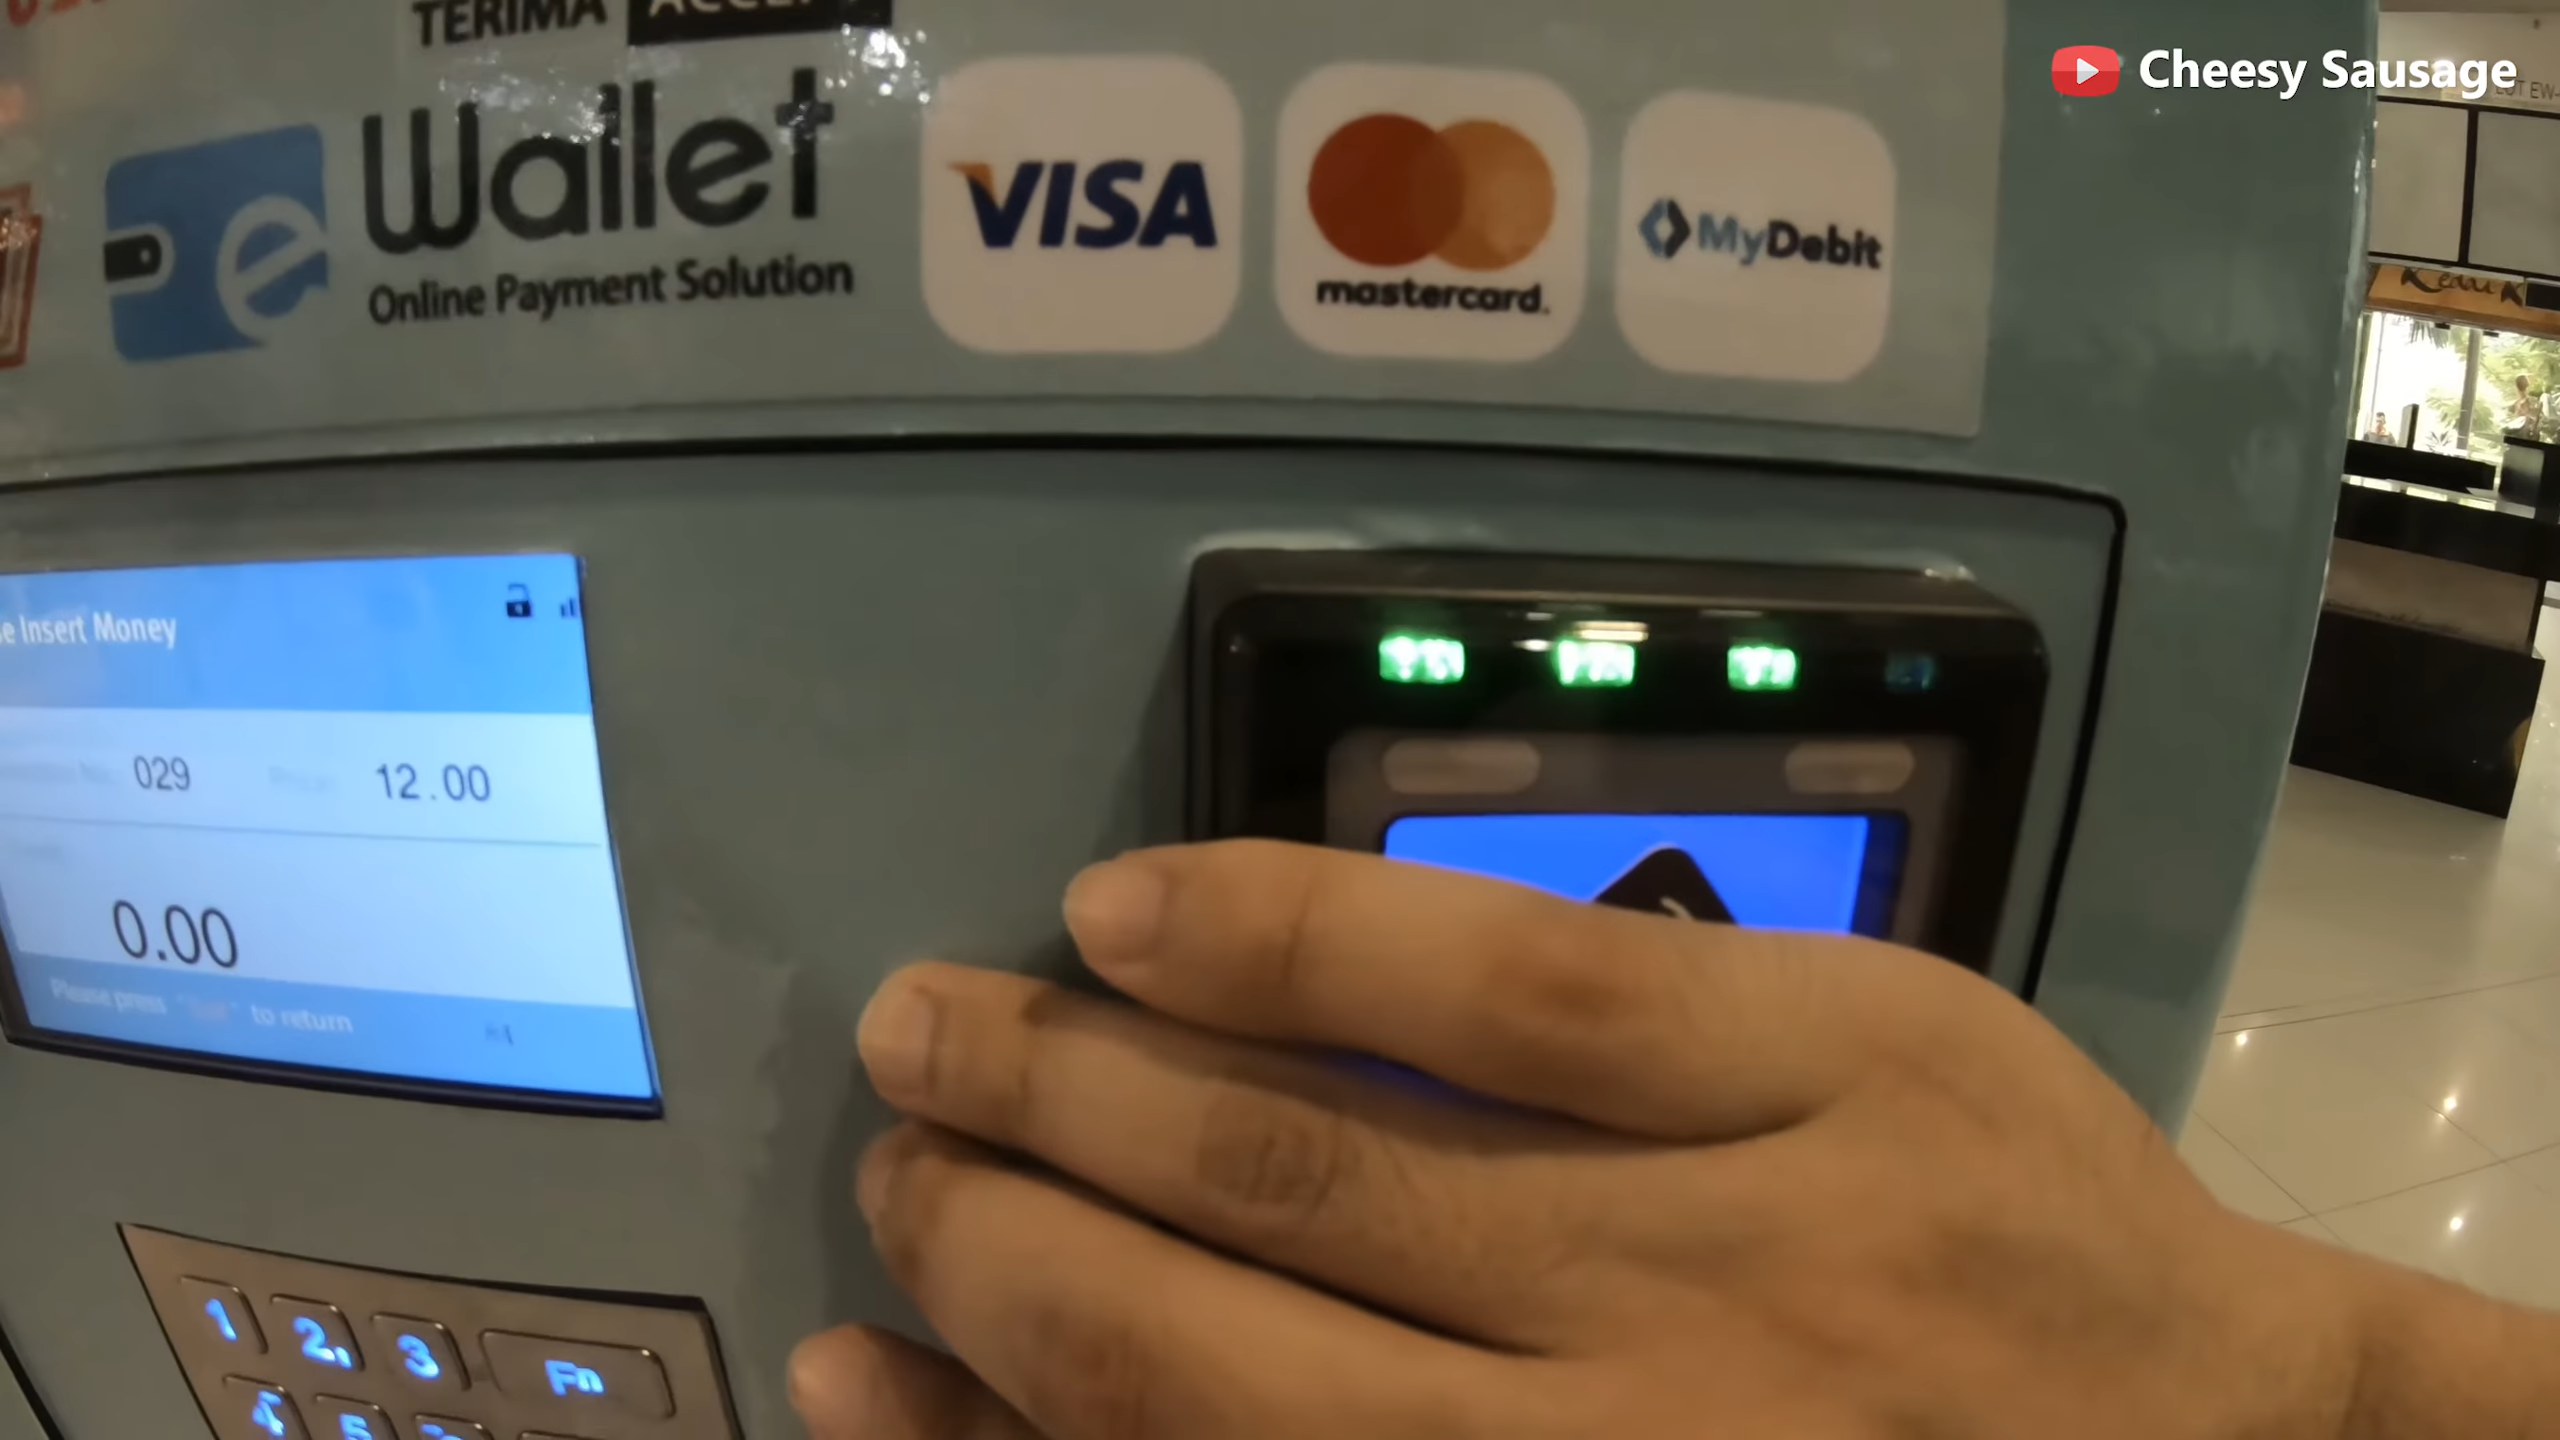 TERIMA
Cheesy Sausage
e Wallet
Online Payment Solution
VISA
mastercard.
MyDebit
Insert Money
029 12.00
0.00
Please press to return
1 2 3 Fn
4 5